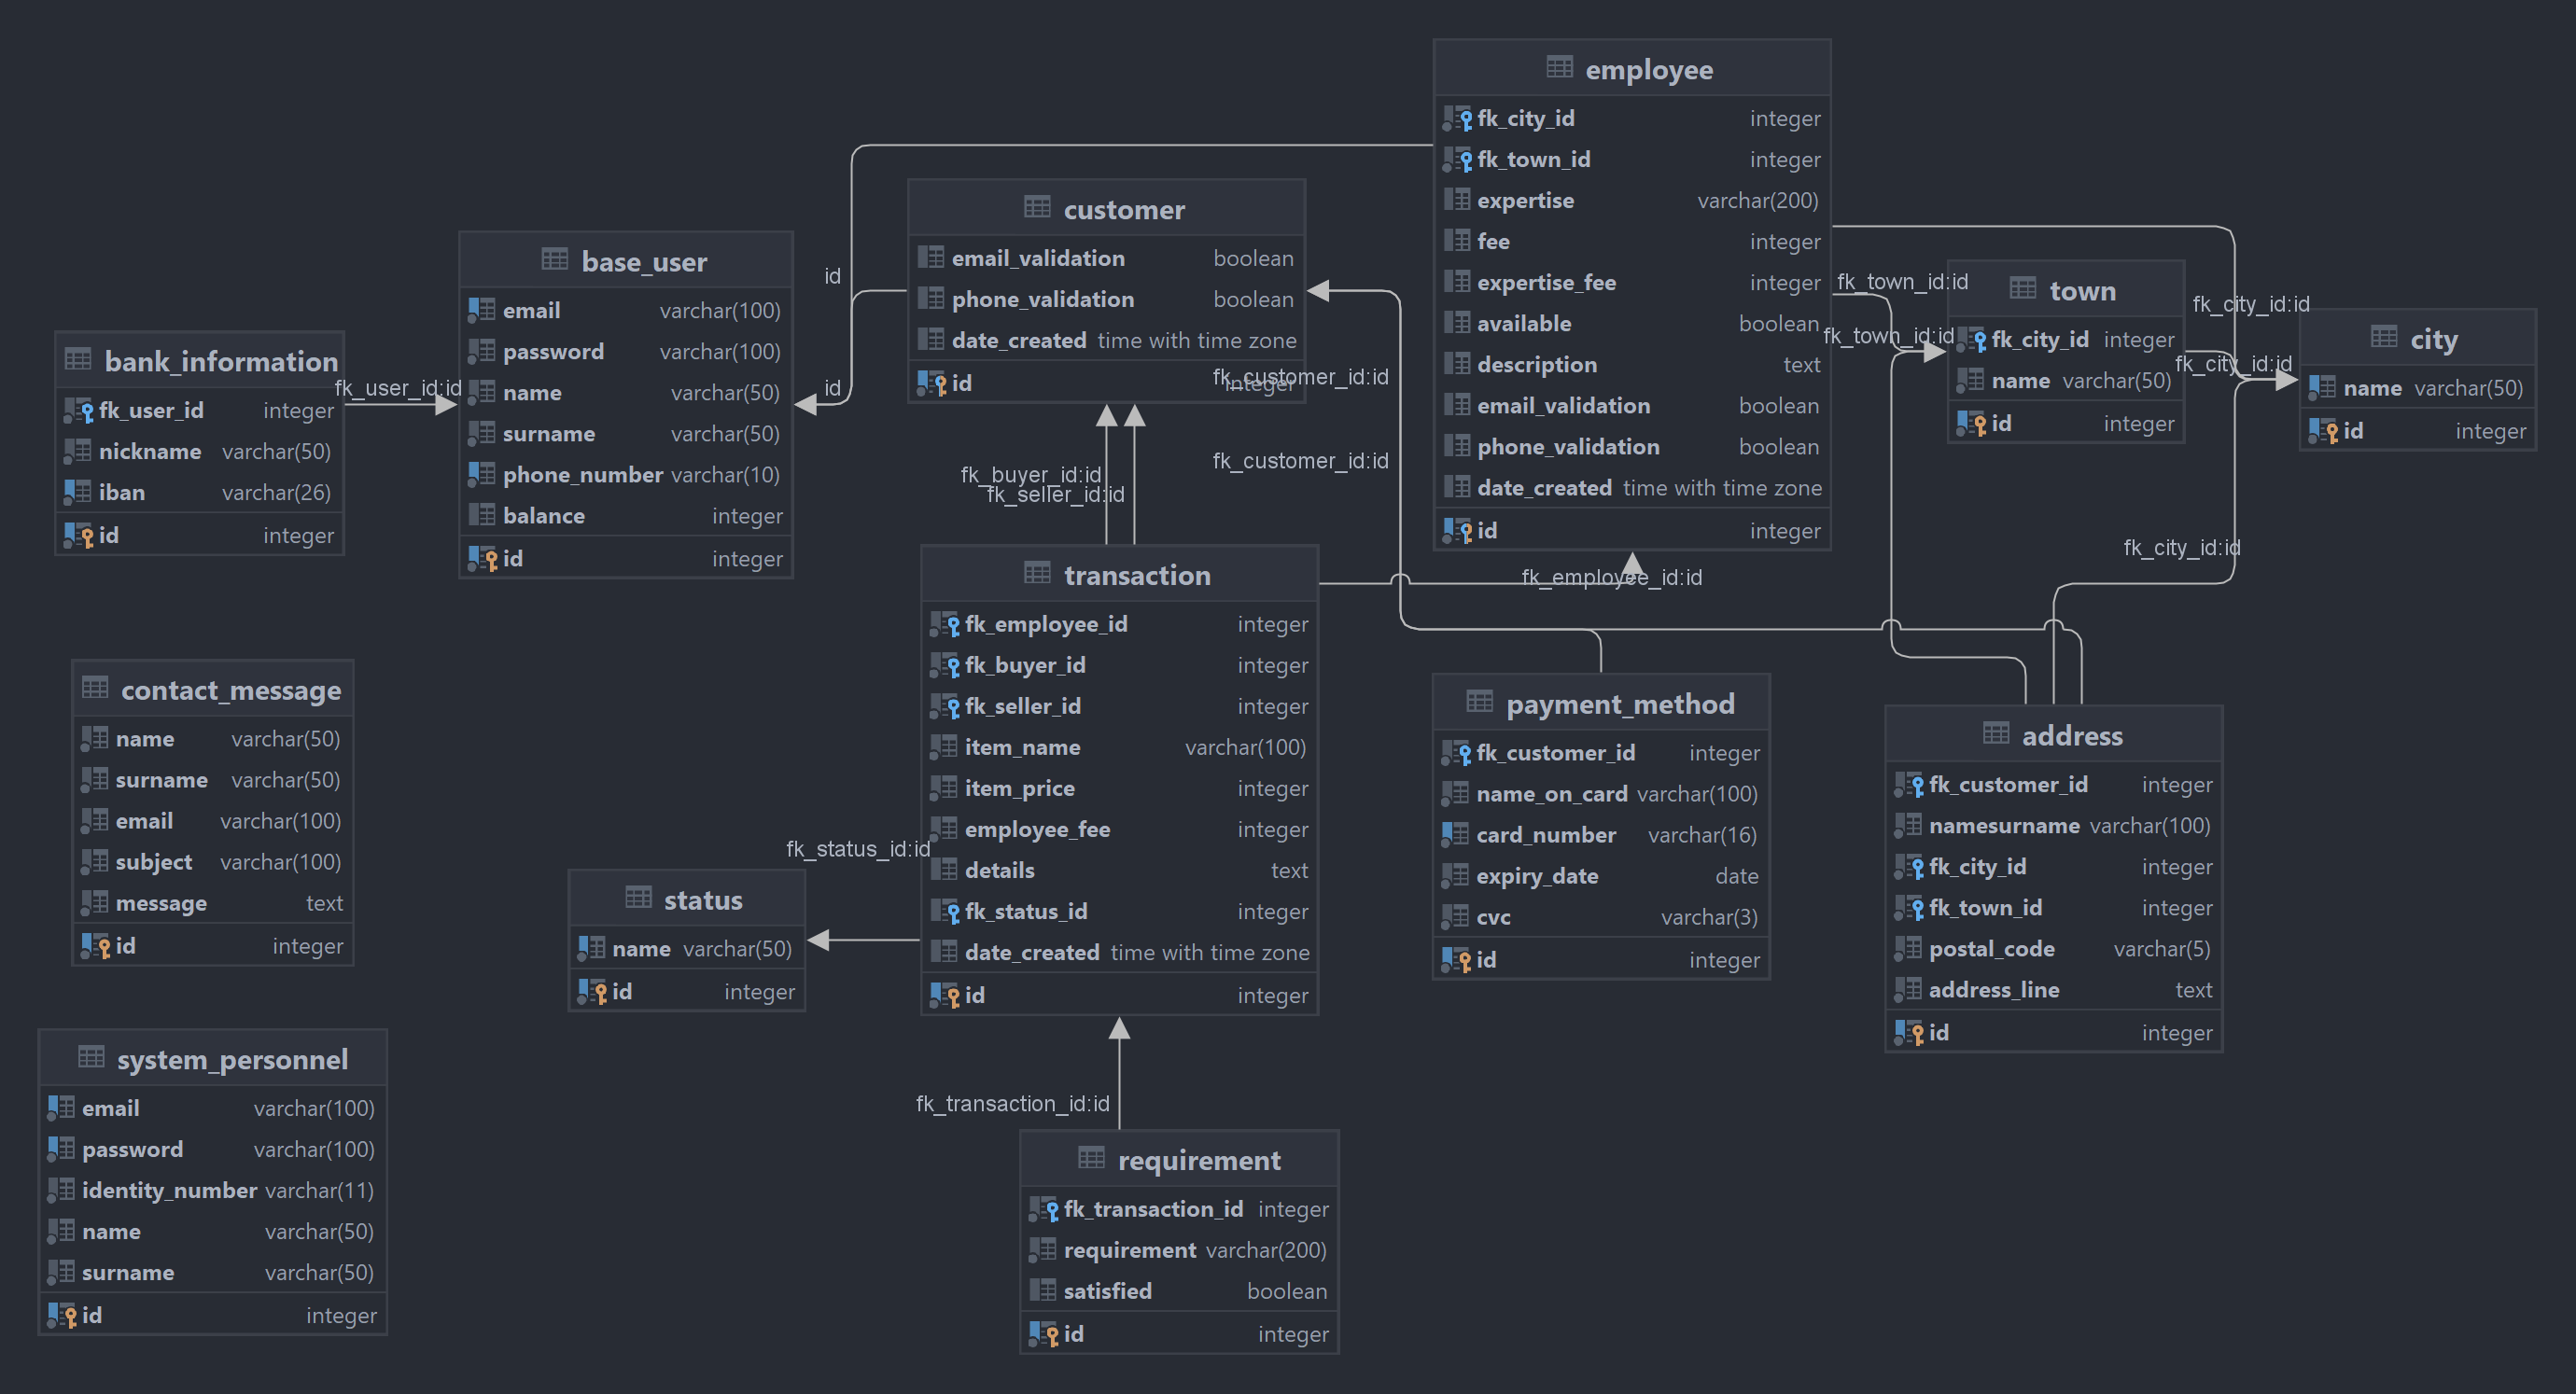 employee
fk_city_id integer
fk_town_id integer
expertise varchar(200)
fee integer
expertise_fee integer
available boolean
description text
email_validation boolean
phone_validation boolean
date_created time with time zone
id integer
customer
email_validation boolean
phone_validation boolean
date_created time with time zone
id integer
base_user
email varchar(100)
password varchar(100)
name varchar(50)
surname varchar(50)
phone_number varchar(10)
balance integer
id integer
bank_information
fk_user_id integer
nickname varchar(50)
iban varchar(26)
id integer
fk_user_id:id
id
id
fk_customer_id:id
fk_customer_id:id
fk_buyer_id:id
fk_seller_id:id
fk_employee_id:id
fk_town_id:id
fk_town_id:id
fk_city_id:id
fk_city_id:id
fk_city_id:id
town
fk_city_id integer
name varchar(50)
id integer
city
name varchar(50)
id integer
transaction
fk_employee_id integer
fk_buyer_id integer
fk_seller_id integer
item_name varchar(100)
item_price integer
employee_fee integer
details text
fk_status_id integer
date_created time with time zone
id integer
contact_message
name varchar(50)
surname varchar(50)
email varchar(100)
subject varchar(100)
message text
id integer
payment_method
fk_customer_id integer
name_on_card varchar(100)
card_number varchar(16)
expiry_date date
cvc varchar(3)
id integer
address
fk_customer_id integer
namesurname varchar(100)
fk_city_id integer
fk_town_id integer
postal_code varchar(5)
address_line text
id integer
fk_status_id:id
status
name varchar(50)
id integer
system_personnel
email varchar(100)
password varchar(100)
identity_number varchar(11)
name varchar(50)
surname varchar(50)
id integer
fk_transaction_id:id
requirement
fk_transaction_id integer
requirement varchar(200)
satisfied boolean
id integer